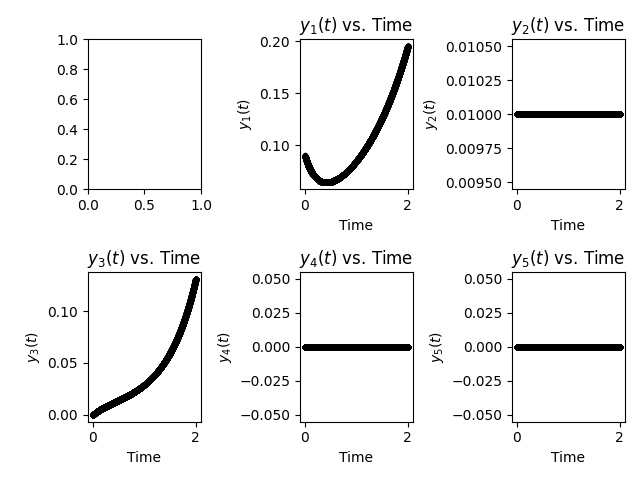 y₁(t) vs. Time
y₂(t) vs. Time
1.0
0.8
0.6
0.4
0.2
0.0
0.0 0.5 1.0
y₁(t)
0.20
0.15
0.10
0 2
Time
y₂(t)
0.01050
0.01025
0.01000
0.00975
0.00950
0 2
Time
y₃(t) vs. Time
y₄(t) vs. Time
y₅(t) vs. Time
y₃(t)
0.10
0.05
0.00
0 2
Time
y₄(t)
0.050
0.025
0.000
−0.025
−0.050
0 2
Time
y₅(t)
0.050
0.025
0.000
−0.025
−0.050
0 2
Time